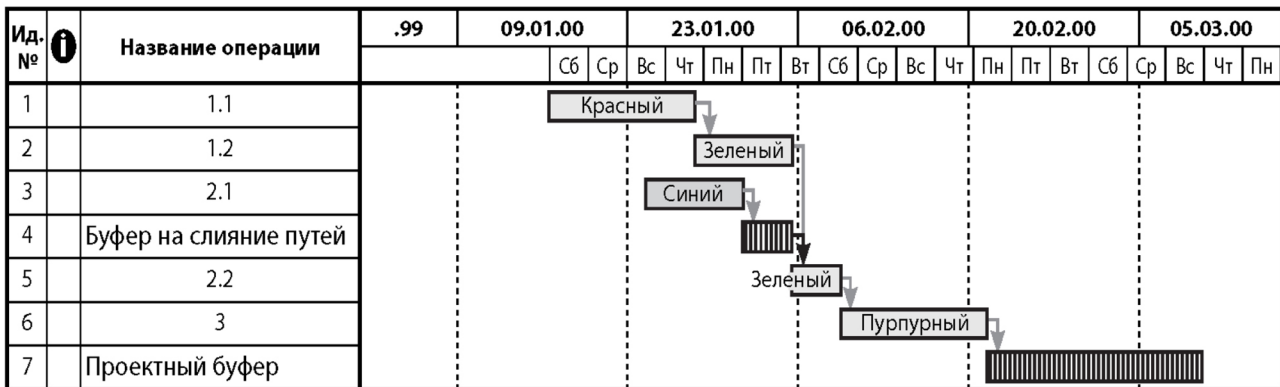 Ид. № Название операции .99 09.01.00 23.01.00 06.02.00 20.02.00 05.03.00
Сб Ср Вс Чт Пн Пт Вт Сб Ср Вс Чт Пн Пт Вт Сб Ср Вс Чт Пн
1 1.1 Красный
2 1.2 Зеленый
3 2.1 Синий
4 Буфер на слияние путей
5 2.2 Зеленый
6 3 Пурпурный
7 Проектный буфер